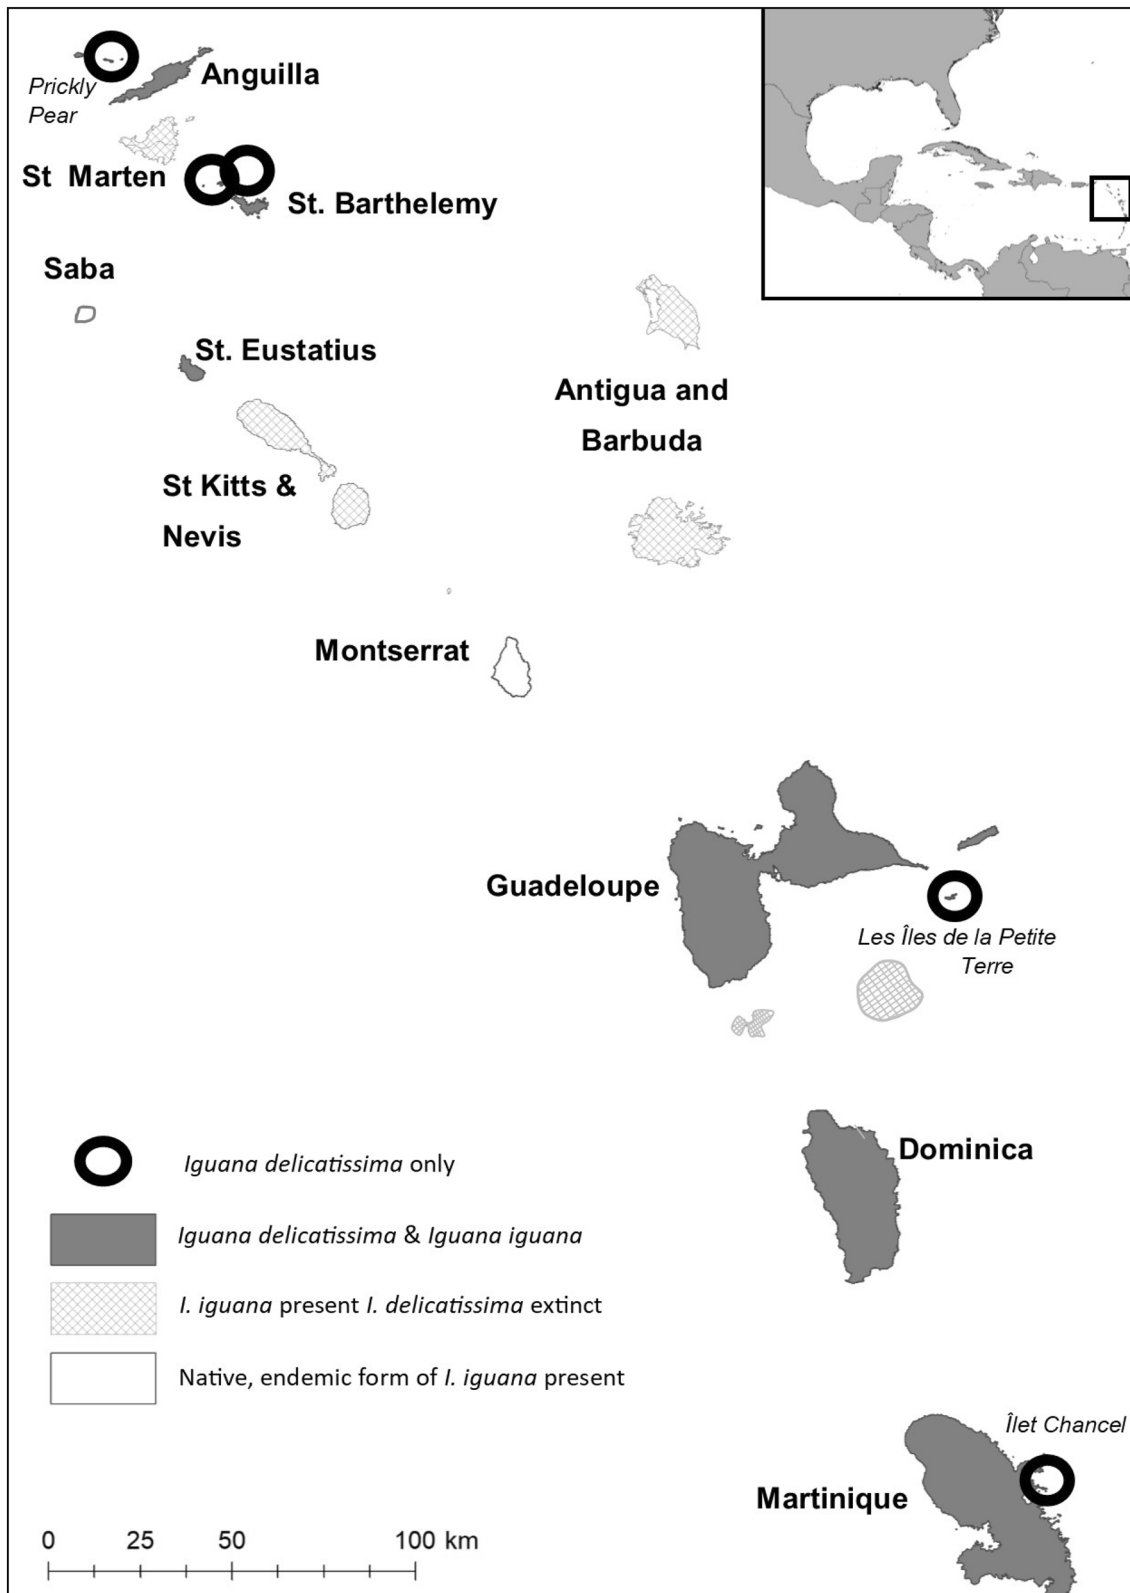 Prickly
Pear
Anguilla
St Marten
St. Barthelemy
Saba
St. Eustatius
Antigua and
Barbuda
St Kitts &
Nevis
Montserrat
Guadeloupe
Les Îles de la Petite
Terre
Dominica
Iguana delicatissima only
Iguana delicatissima & Iguana iguana
I. iguana present I. delicatissima extinct
Native, endemic form of I. iguana present
Îlet Chancel
Martinique
0 25 50 100 km